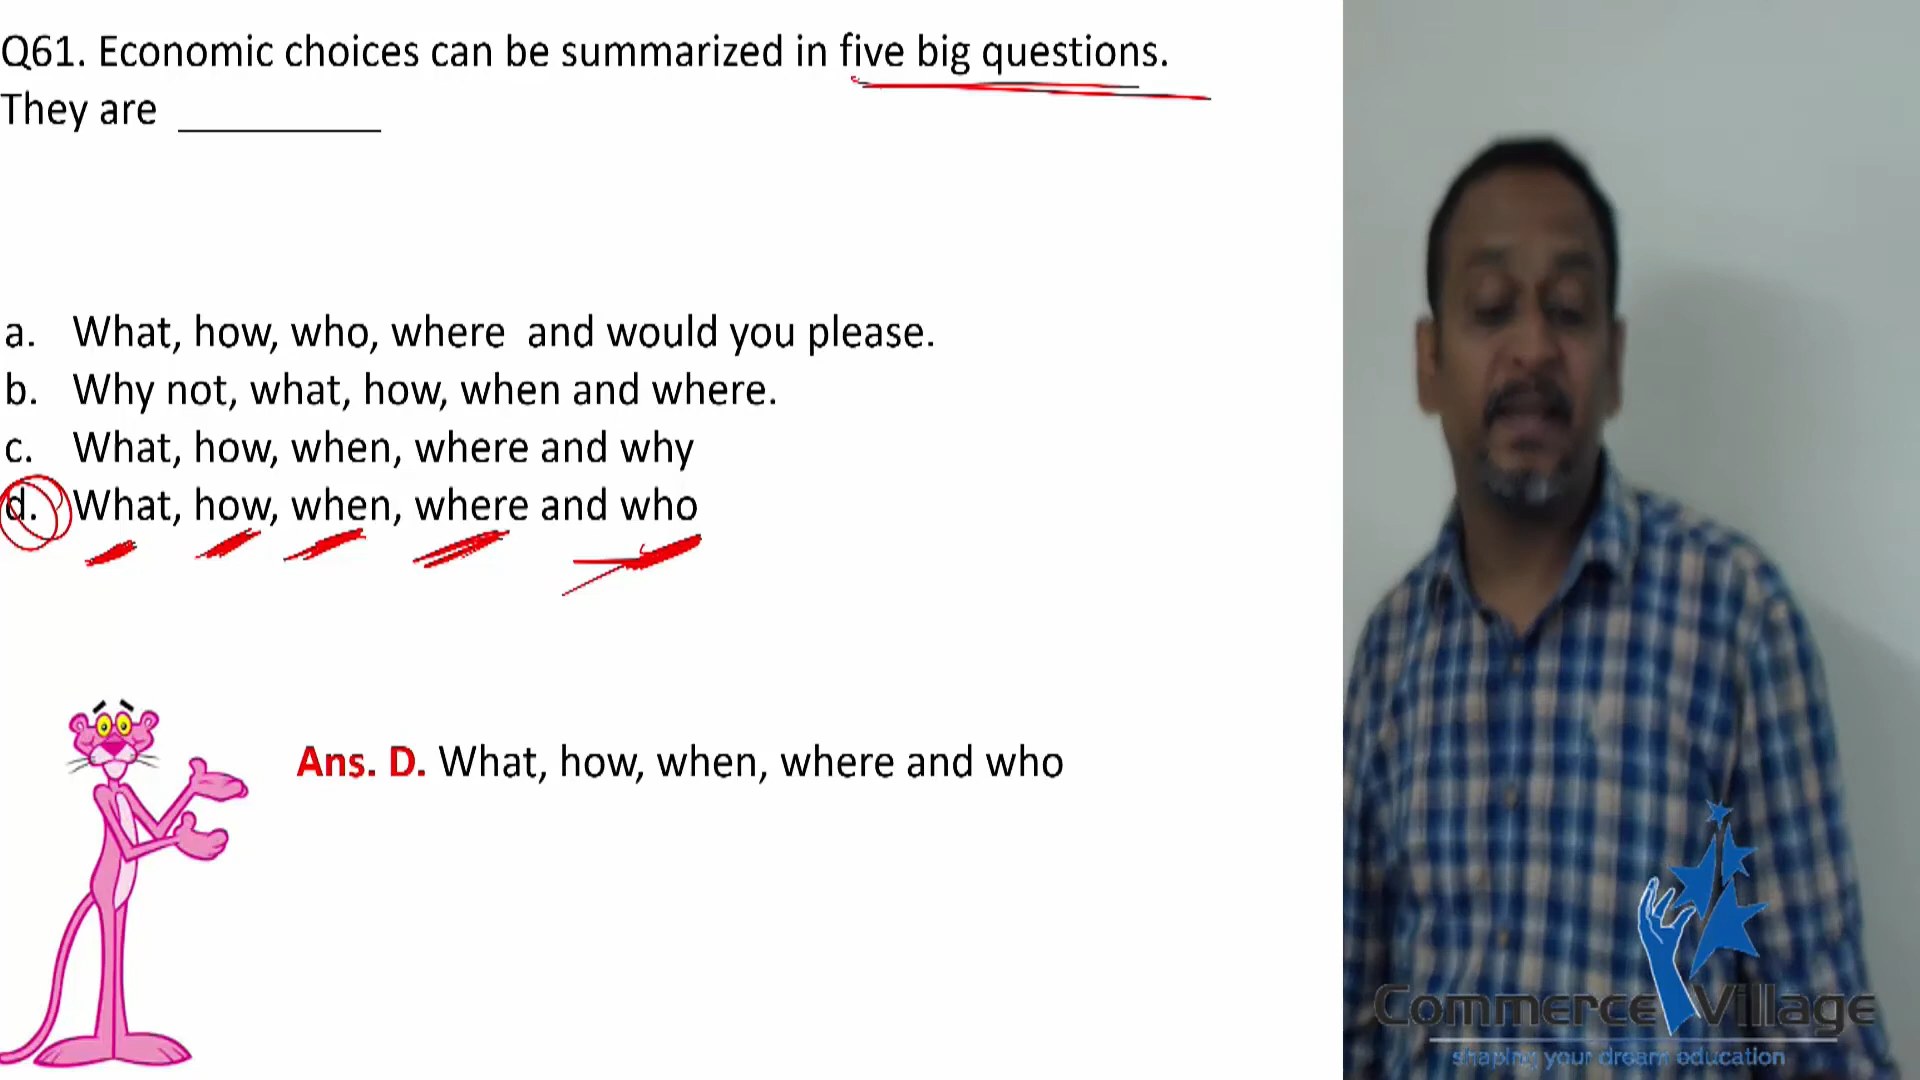 Q61. Economic choices can be summarized in five big questions.
They are __________
a. What, how, who, where and would you please.
b. Why not, what, how, when and where.
c. What, how, when, where and why
d. What, how, when, where and who
Ans. D. What, how, when, where and who
Commerce Village
shaping your dream education